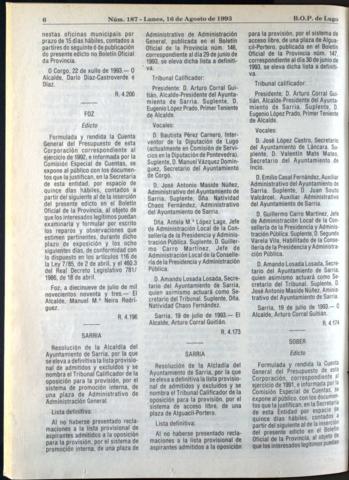 6 Núm. 187 - Lunes, 16 de Agosto de 1993 B.O.P. de Lugo
nestas oficinas municipais por
prazo de 15 días hábiles, contados a
partires do seguinte ó de publicación
do presente edicto no Boletín Oficial
da Provincia.
O Corgo, 22 de xullo de 1993.— O
Alcalde, Darío Díaz-Castroverde e
Díaz.
R. 4.200
FOZ
Edicto
Formulada y rendida la Cuenta
General del Presupuesto de esta
Corporación correspondiente al
ejercicio de 1992, e informada por la
Comisión Especial de Cuentas, se
expone al público con los documen-
tos que la justifican, en la Secretaría
de esta entidad, por espacio de
quince días hábiles, contados a
partir del siguiente al de la inserción
del presente edicto en el Boletín
Oficial de la Provincia, al objeto de
que los interesados legítimos puedan
examinarla y formular por escrito
los reparos y observaciones que
estimen pertinentes, durante dicho
plazo de exposición y los ocho
siguientes días, de conformidad con
lo dispuesto en los artículos 116 de
la Ley 7/85, de 2 de abril, y el 460.3
del Real Decreto Legislativo 781/
1986, de 18 de abril.
Foz, a diecinueve de julio de mil
novecientos noventa y tres.— El
Alcalde, Manuel Mª Neira Rodrí-
guez.
R. 4.196
SARRIA
Resolución de la Alcaldía del
Ayuntamiento de Sarria, por la que
se eleva a definitiva la lista provisio-
nal de admitidos y excluidos y se
nombra el Tribunal Calificador de la
oposición para la provisión, por el
sistema de promoción interna, de
una plaza de Administrativo de
Administración General.
Lista definitiva:
Al no haberse presentado recla-
maciones a la lista provisional de
aspirantes admitidos a la oposición
para la provisión, por el sistema de
promoción interna, de una plaza de
Administrativo de Administración
General, publicada en el Boletín
Oficial de la Provincia núm. 146,
correspondiente al día 29 de junio de
1993, se eleva dicha lista a definiti-
va.
Tribunal Calificador:
Presidente: D. Arturo Corral Gui-
tián, Alcalde-Presidente del Ayunta-
miento de Sarria. Suplente, D.
Eugenio López Prado, Primer Teniente
de Alcalde.
Vocales:
D. Bautista Pérez Carnero, Inter-
ventor de la Diputación de Lugo
(actualmente en Comisión de Servi-
cios en la Diputación de Pontevedra);
Suplente, D. Manuel Vázquez Domín-
guez, Secretario del Ayuntamiento
de Corgo.
D. José Antonio Maside Núñez,
Administrativo del Ayuntamiento de
Sarria. Suplente, Dña. Natividad
Chaos Fernández, Administrativo del
Ayuntamiento de Sarria.
Dña. Amelia Mª López Lage, Jefe
de Administración Local de la Con-
sellería de la Presidencia y Adminis-
tración Pública. Suplente, D. Guiller-
mo Carro Martínez, Jefe de
Administración Local de la Conselle-
ría de la Presidencia y Administración
Pública.
D. Amando Losada Losada, Secre-
tario del Ayuntamiento de Sarria,
quien asimismo actuará como Se-
cretario del Tribunal. Suplente, Dña.
Natividad Chaos Fernández.
Sarria, 19 de julio de 1993.— El
Alcalde, Arturo Corral Guitián.
R. 4.173
SARRIA
Resolución de la Alcaldía del
Ayuntamiento de Sarria, por la que
se eleva a definitiva la lista provisio-
nal de admitidos y excluidos y se
nombra el Tribunal Calificador de la
oposición para la provisión, por el
sistema de acceso libre, de una
plaza de Alguacil-Portero.
Lista definitiva:
Al no haberse presentado recla-
maciones a la lista provisional de
aspirantes admitidos a la oposición
para la provisión, por el sistema de
acceso libre, de una plaza de Algua-
cil-Portero, publicada en el Boletín
Oficial de la Provincia núm. 147,
correspondiente al día 30 de junio de
1993, se eleva dicha lista a definiti-
va.
Tribunal calificador:
Presidente: D. Arturo Corral Gui-
tián, Alcalde-Presidente del Ayunta-
miento de Sarria. Suplente, D.
Eugenio López Prado, Primer Teniente
de Alcalde.
Vocales:
D. José López Castro, Secretario
del Ayuntamiento de Láncara. Su-
plente, D. Valentín Maté Mateo,
Secretario del Ayuntamiento de
Incio.
D. Emilio Casal Fernández, Auxiliar
Administrativo del Ayuntamiento de
Sarria. Suplente, D. Juan Souto
Valcárcel, Auxiliar Administrativo
del Ayuntamiento de Sarria.
D. Guillermo Carro Martínez, Jefe
de Administración Local de la Con-
sellería de la Presidencia y Adminis-
tración Pública. Suplente, D. Segundo
Varela Vila, Habilitado de la Conse-
llería de la Presidencia y Administra-
ción Pública.
D. Amando Losada Losada, Secre-
tario del Ayuntamiento de Sarria,
quien asimismo actuará como Se-
cretario del Tribunal. Suplente, D.
José Antonio Maside Núñez, Adminis-
trativo del Ayuntamiento de Sarria.
Sarria, 19 de julio de 1993.— El
Alcalde, Arturo Corral Guitián.
R. 4.174
SOBER
Edicto
Formulada y rendida la Cuenta
General del Presupuesto de esta
Corporación, correspondiente al
ejercicio de 1991, e informada por la
Comisión Especial de Cuentas, se
expone al público, con los documen-
tos que la justifican, en la Secretaría
de esta Entidad por espacio de
quince días hábiles, contados a
partir del siguiente al de la inserción
del presente edicto en el Boletín
Oficial de la Provincia, al objeto de
que los interesados legítimos puedan